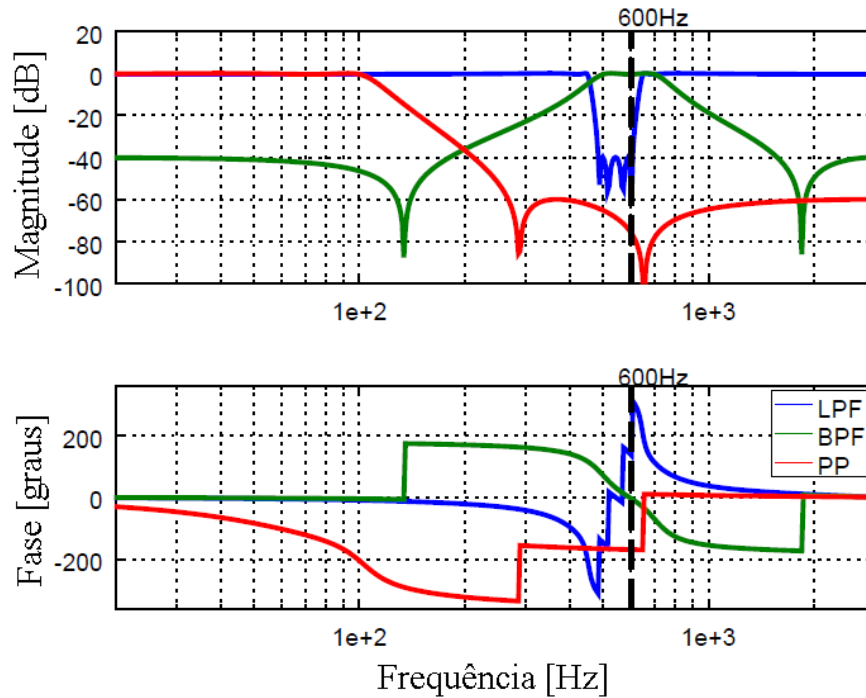 600Hz
Magnitude [dB]
20
0
-20
-40
-60
-80
-100
1e+2
1e+3
600Hz
Fase [graus]
200
0
-200
LPF
BPF
PP
1e+2
1e+3
Frequência [Hz]